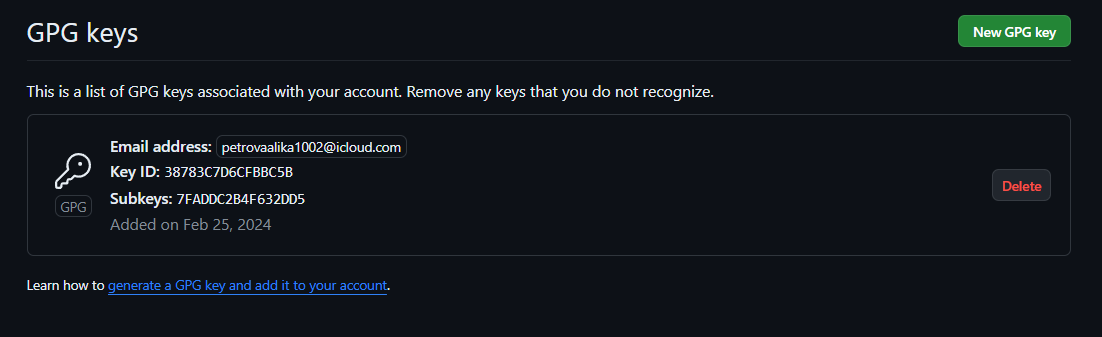 GPG keys
New GPG key
This is a list of GPG keys associated with your account. Remove any keys that you do not recognize.
Email address: petrovaalika1002@icloud.com
Key ID: 38783C7D6CFBBC5B
GPG
Subkeys: 7FADDC2B4F632DD5
Added on Feb 25, 2024
Delete
Learn how to generate a GPG key and add it to your account.